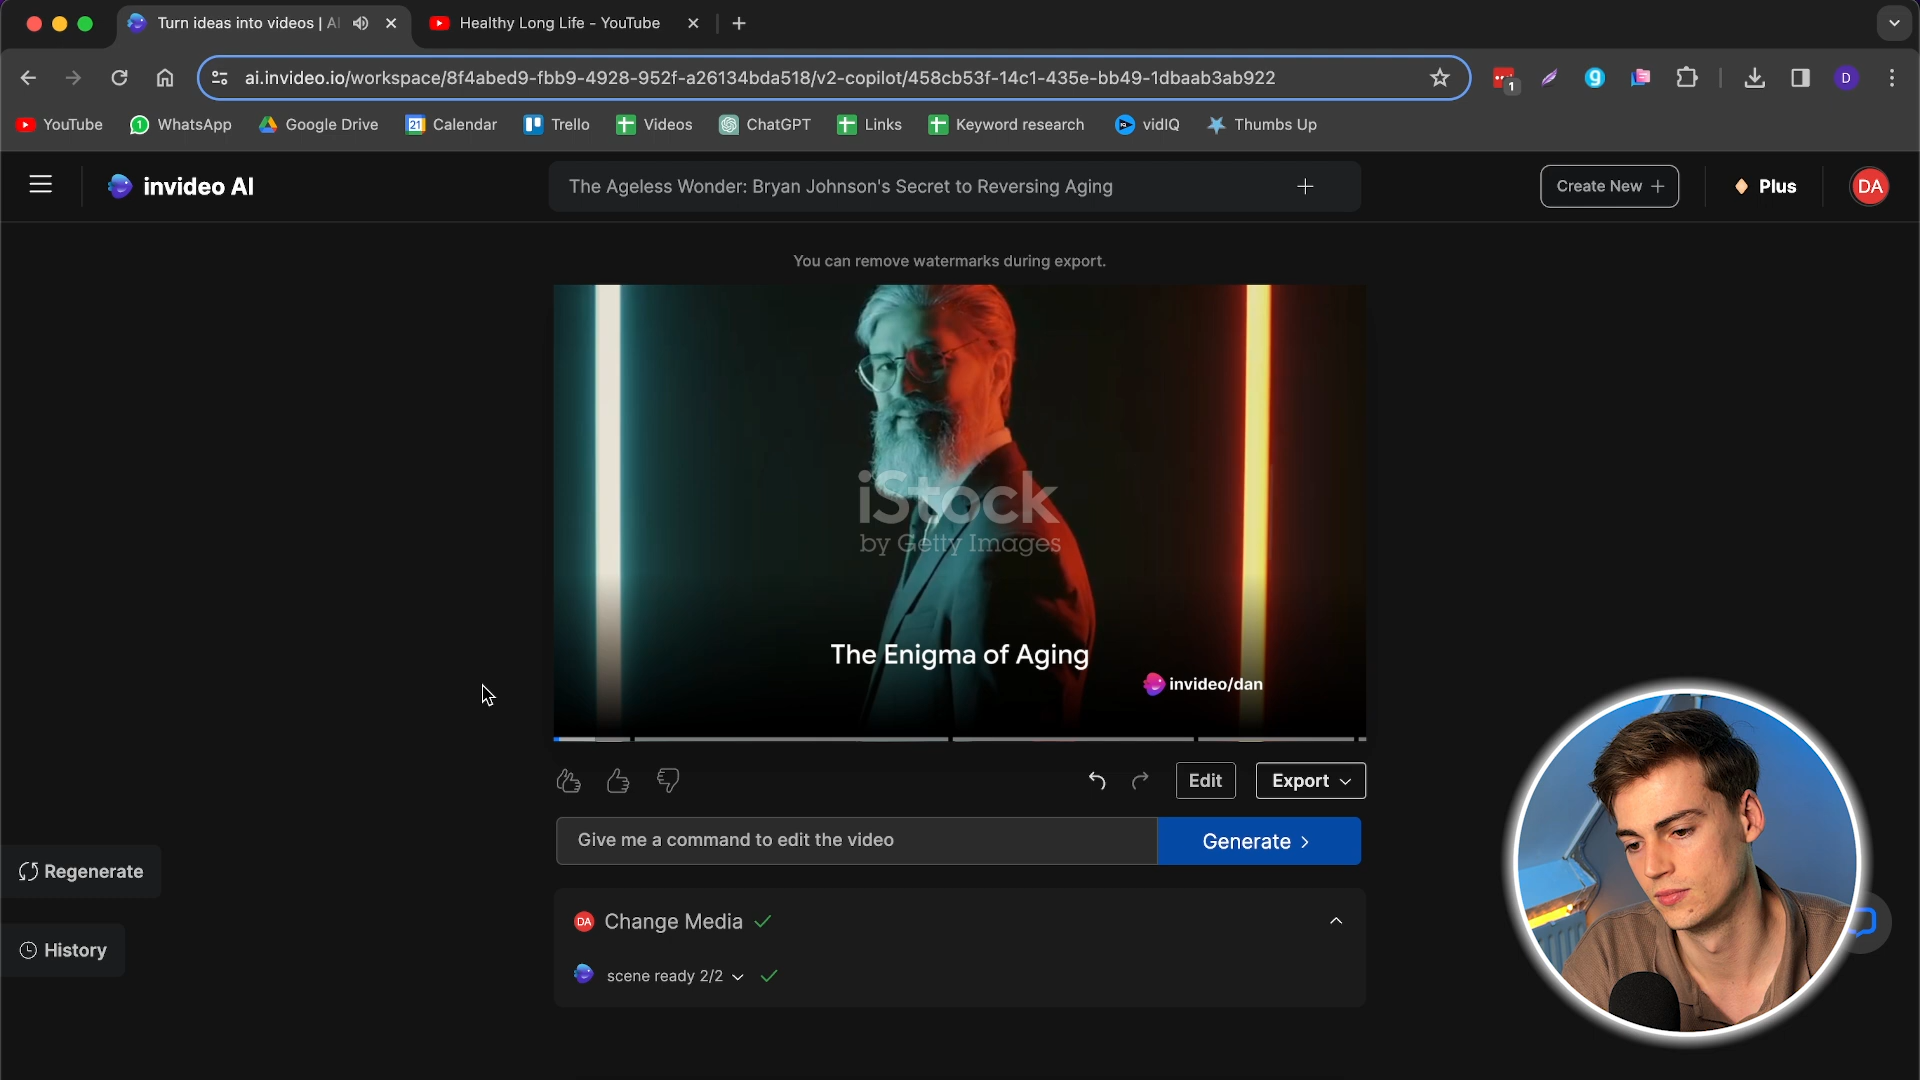 Turn ideas into videos | AI
Healthy Long Life - YouTube
ai.invideo.io/workspace/8f4abed9-fbb9-4928-952f-a26134bda518/v2-copilot/458cb53f-14c1-435e-bb49-1dbaab3ab922
1
D
YouTube
1 WhatsApp
Google Drive
21 Calendar
Trello
Videos
ChatGPT
Links
Keyword research
vidIQ
Thumbs Up
invideo AI
The Ageless Wonder: Bryan Johnson's Secret to Reversing Aging
Create New
Plus
DA
You can remove watermarks during export.
iStock
by Getty Images
The Enigma of Aging
invideo/dan
Edit
Export
Give me a command to edit the video
Generate
Regenerate
DA Change Media
History
scene ready 2/2